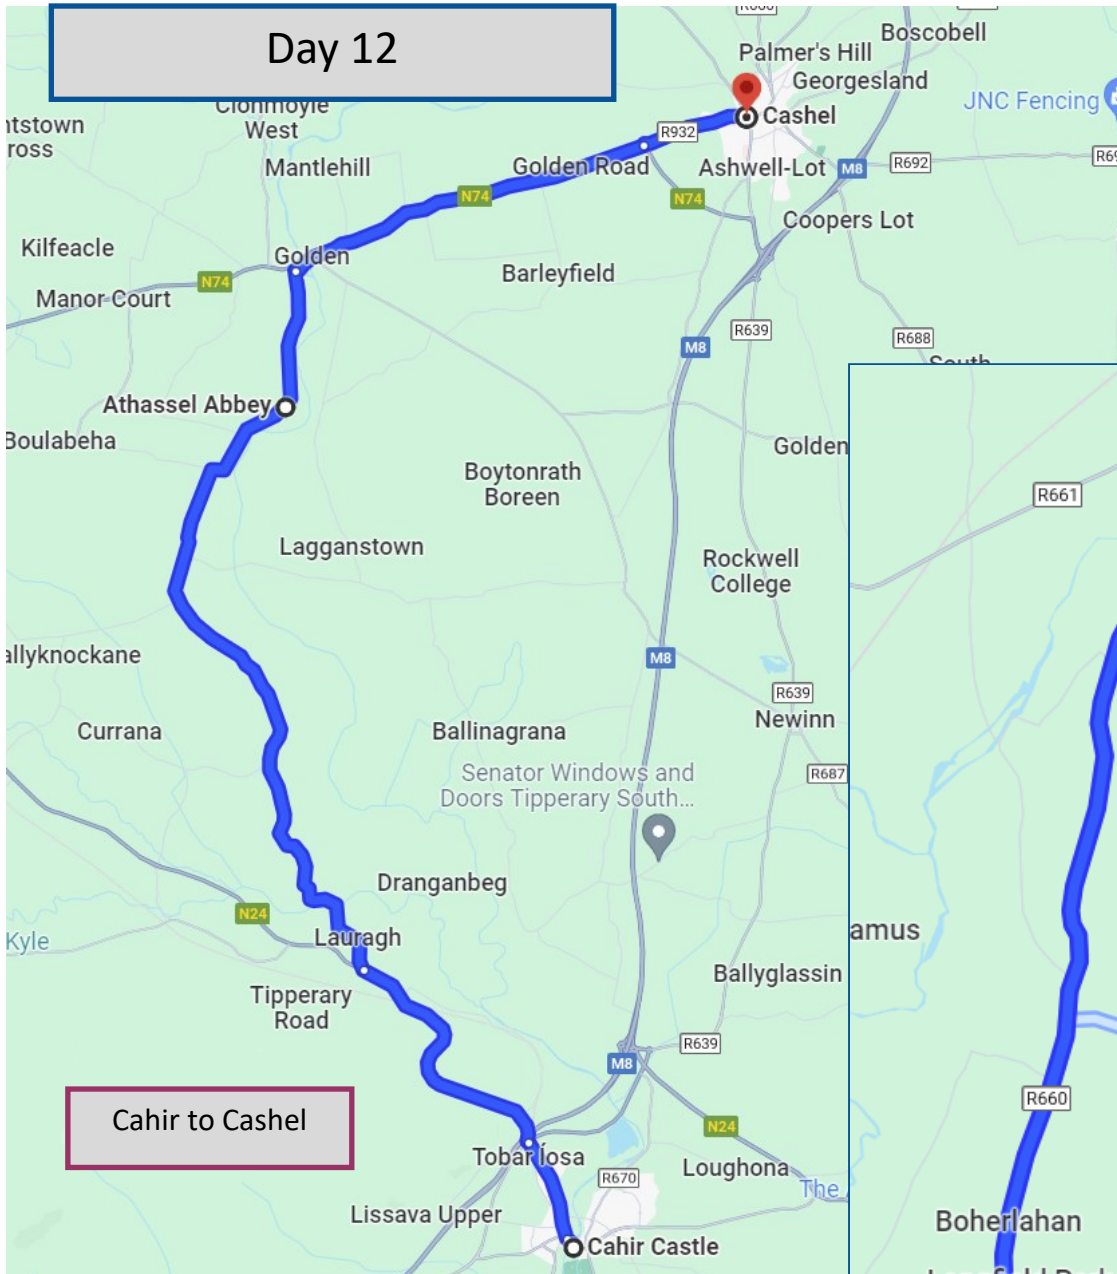 Day 12
Boscobell
Palmer's Hill
Georgesland
JNC Fencing
Clonmoyle
West
ntstown
ross
Cashel
R932
Mantlehill
Golden Road
Ashwell-Lot
M8
R692
N74
N74
Coopers Lot
Kilfeacle
Golden
Barleyfield
N74
Manor Court
R639
R688
M8
South
Athassel Abbey
Boulabeha
Golden
Boytonrath
Boreen
R661
Lagganstown
Rockwell
College
allyknockane
M8
R639
Newinn
Currana
Ballinagrana
Senator Windows and
Doors Tipperary South...
R687
Dranganbeg
N24
Kyle
Lauragh
amus
Ballyglassin
Tipperary
Road
R639
M8
R660
Cahir to Cashel
N24
Tobar Íosa
Loughona
R670
The
Lissava Upper
Boherlahan
Cahir Castle